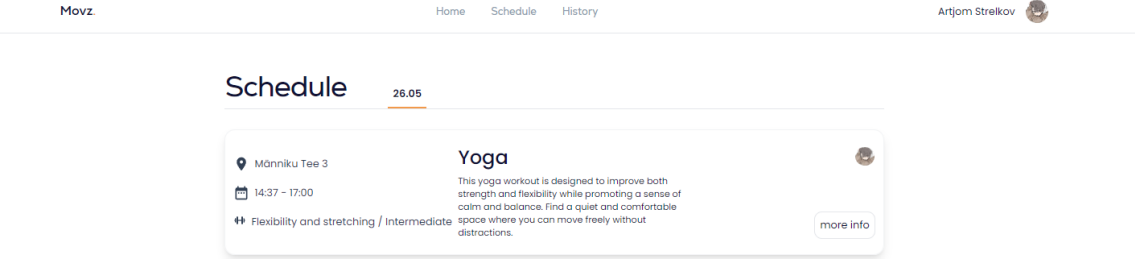 Movz.
Home Schedule History
Artjom Strelkov
Schedule
26.05
Männiku Tee 3
14:37 - 17:00
Flexibility and stretching / Intermediate
Yoga
This yoga workout is designed to improve both
strength and flexibility while promoting a sense of
calm and balance. Find a quiet and comfortable
space where you can move freely without
distractions.
more info